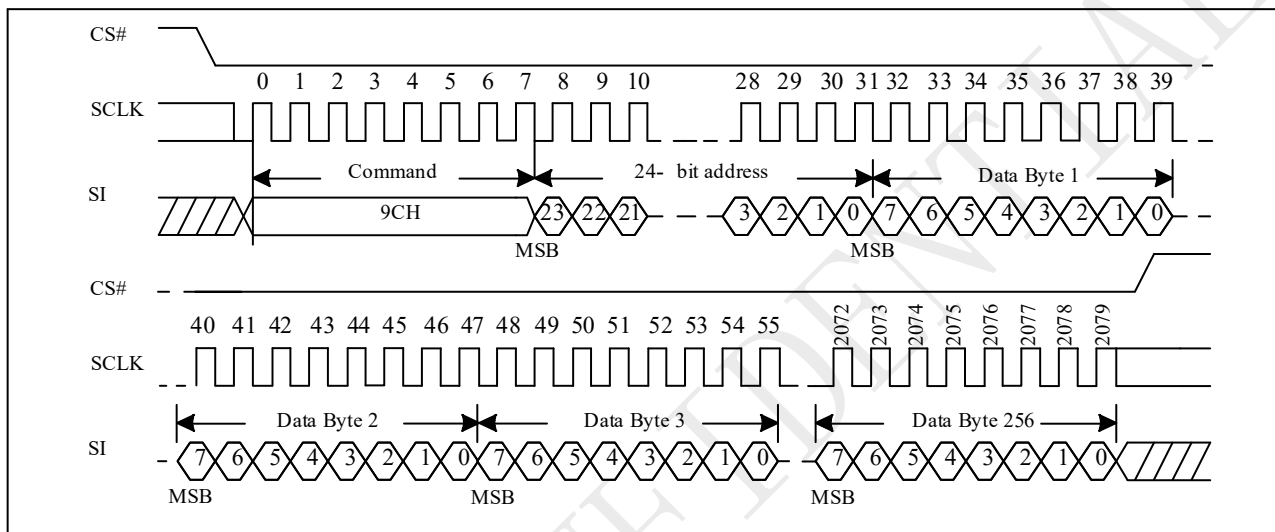 CS#
0 1 2 3 4 5 6 7 8 9 10 28 29 30 31 32 33 34 35 36 37 38 39
SCLK
Command 24- bit address Data Byte 1
SI
9CH 23 22 21 3 2 1 0 7 6 5 4 3 2 1 0
MSB MSB
CS#
40 41 42 43 44 45 46 47 48 49 50 51 52 53 54 55 2072 2073 2074 2075 2076 2077 2078 2079
SCLK
Data Byte 2 Data Byte 3 Data Byte 256
SI
7 6 5 4 3 2 1 0 7 6 5 4 3 2 1 0 7 6 5 4 3 2 1 0
MSB MSB MSB